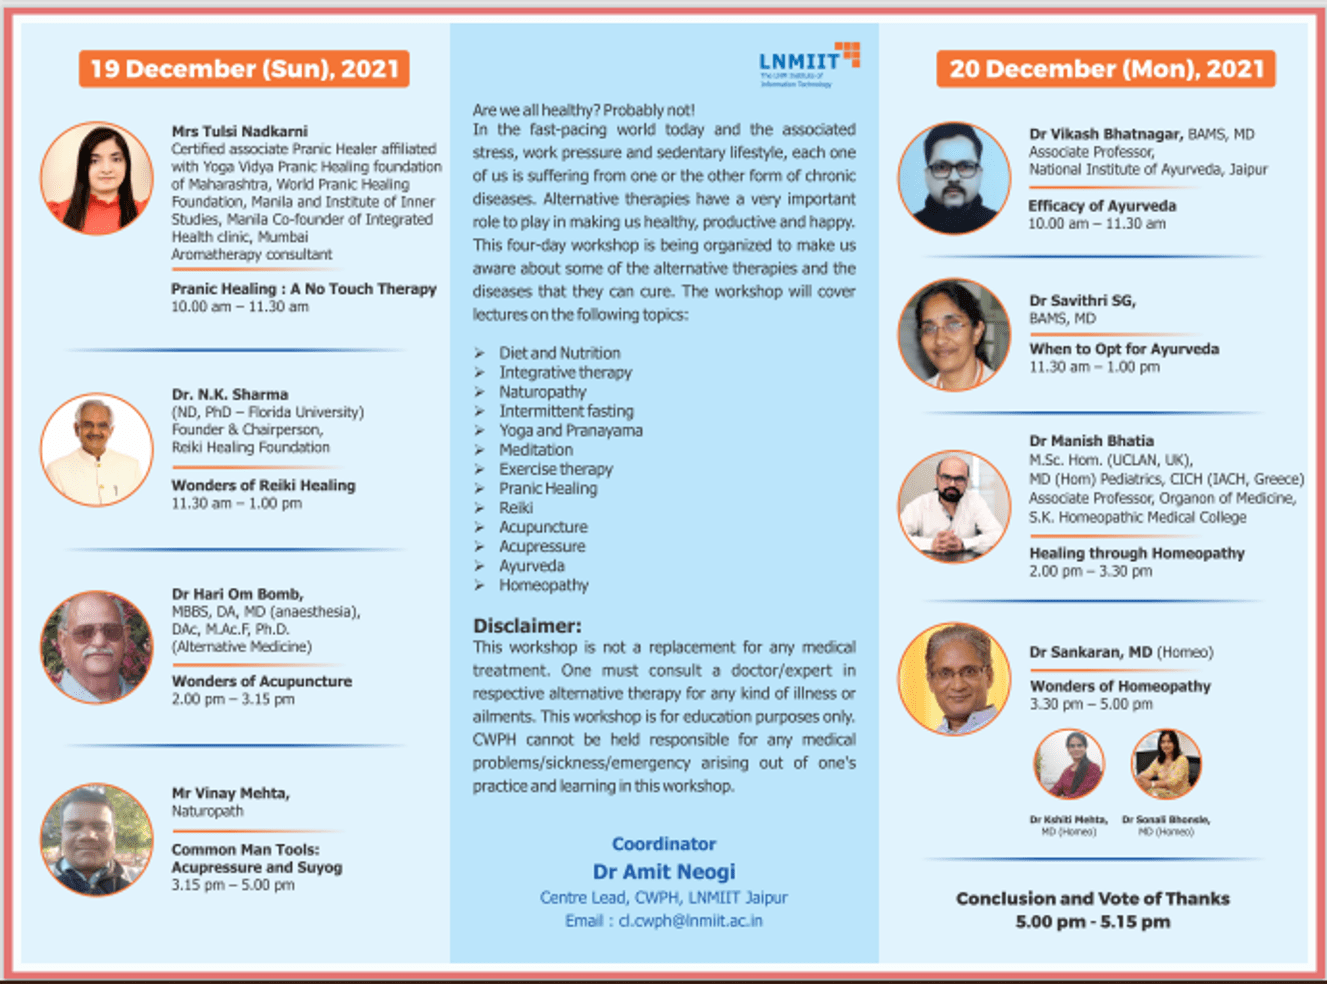 19 December (Sun), 2021
Mrs Tulsi Nadkarni
Certified associate Pranic Healer affiliated
with Yoga Vidya Pranic Healing foundation
of Maharashtra, World Pranic Healing
Foundation, Manila and Institute of Inner
Studies, Manila Co-founder of Integrated
Health clinic, Mumbai
Aromatherapy consultant
Pranic Healing : A No Touch Therapy
10.00 am – 11.30 am
Dr. N.K. Sharma
(ND, PhD – Florida University)
Founder & Chairperson,
Reiki Healing Foundation
Wonders of Reiki Healing
11.30 am – 1.00 pm
Dr Hari Om Bomb,
MBBS, DA, MD (anaesthesia),
DAc, M.Ac.F, Ph.D.
(Alternative Medicine)
Wonders of Acupuncture
2.00 pm – 3.15 pm
Mr Vinay Mehta,
Naturopath
Common Man Tools:
Acupressure and Suyog
3.15 pm – 5.00 pm
LNMIIT
The LNM Institute of
Information Technology
Are we all healthy? Probably not!
In the fast-pacing world today and the associated
stress, work pressure and sedentary lifestyle, each one
of us is suffering from one or the other form of chronic
diseases. Alternative therapies have a very important
role to play in making us healthy, productive and happy.
This four-day workshop is being organized to make us
aware about some of the alternative therapies and the
diseases that they can cure. The workshop will cover
lectures on the following topics:
➢ Diet and Nutrition
➢ Integrative therapy
➢ Naturopathy
➢ Intermittent fasting
➢ Yoga and Pranayama
➢ Meditation
➢ Exercise therapy
➢ Pranic Healing
➢ Reiki
➢ Acupuncture
➢ Acupressure
➢ Ayurveda
➢ Homeopathy
Disclaimer:
This workshop is not a replacement for any medical
treatment. One must consult a doctor/expert in
respective alternative therapy for any kind of illness or
ailments. This workshop is for education purposes only.
CWPH cannot be held responsible for any medical
problems/sickness/emergency arising out of one's
practice and learning in this workshop.
Coordinator
Dr Amit Neogi
Centre Lead, CWPH, LNMIIT Jaipur
Email : cl.cwph@lnmiit.ac.in
20 December (Mon), 2021
Dr Vikash Bhatnagar, BAMS, MD
Associate Professor,
National Institute of Ayurveda, Jaipur
Efficacy of Ayurveda
10.00 am – 11.30 am
Dr Savithri SG,
BAMS, MD
When to Opt for Ayurveda
11.30 am – 1.00 pm
Dr Manish Bhatia
M.Sc. Hom. (UCLAN, UK),
MD (Hom) Pediatrics, CICH (IACH, Greece)
Associate Professor, Organon of Medicine,
S.K. Homeopathic Medical College
Healing through Homeopathy
2.00 pm – 3.30 pm
Dr Sankaran, MD (Homeo)
Wonders of Homeopathy
3.30 pm – 5.00 pm
Dr Kshiti Mehta,
MD (Homeo)
Dr Sonali Bhonsle,
MD (Homeo)
Conclusion and Vote of Thanks
5.00 pm - 5.15 pm